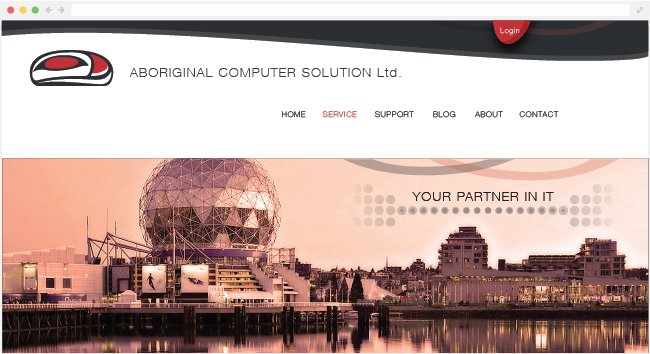 Login
ABORIGINAL COMPUTER SOLUTION Ltd.
HOME SERVICE SUPPORT BLOG ABOUT CONTACT
YOUR PARTNER IN IT